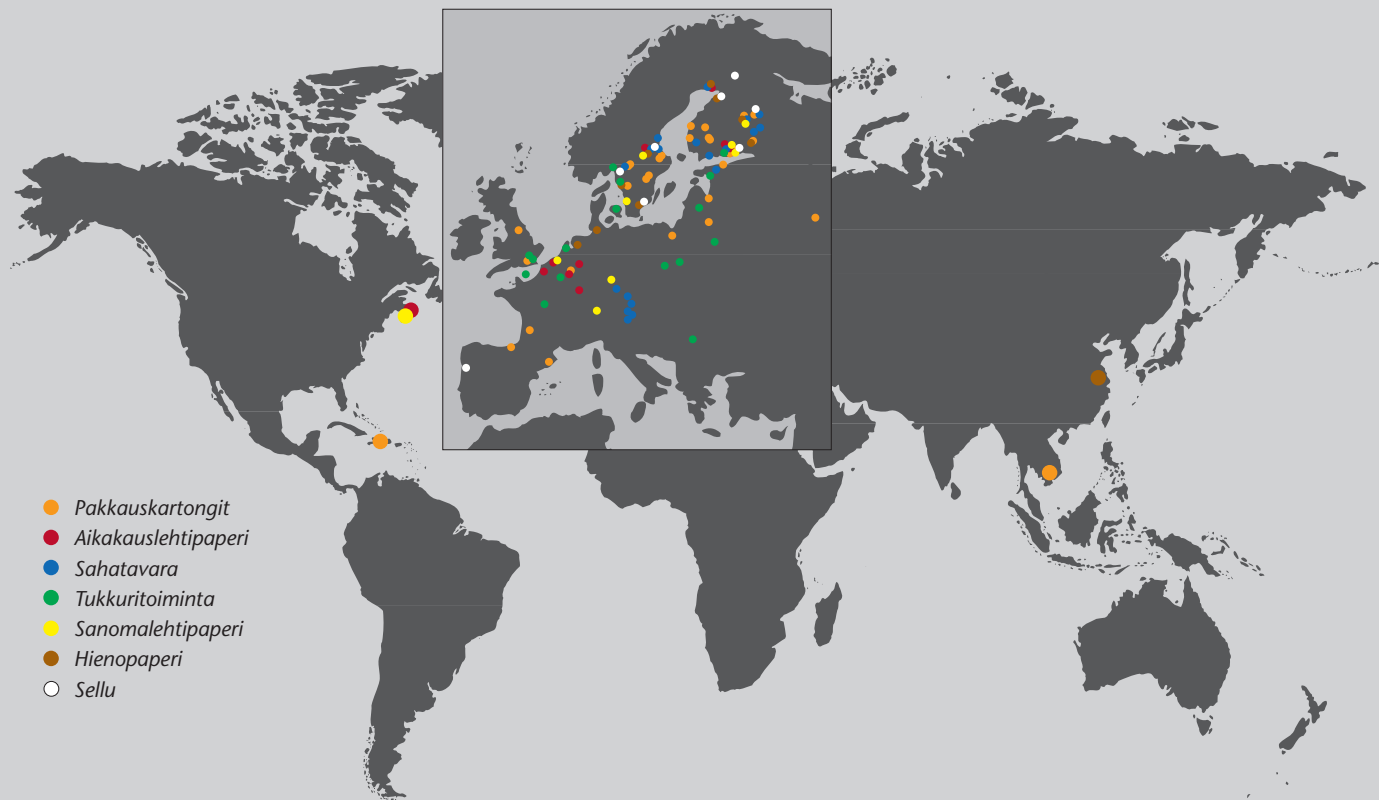 Pakkauskartongit
Aikakauslehtipaperi
Sahatavara
Tukkuritoiminta
Sanomalehtipaperi
Hienopaperi
Sellu